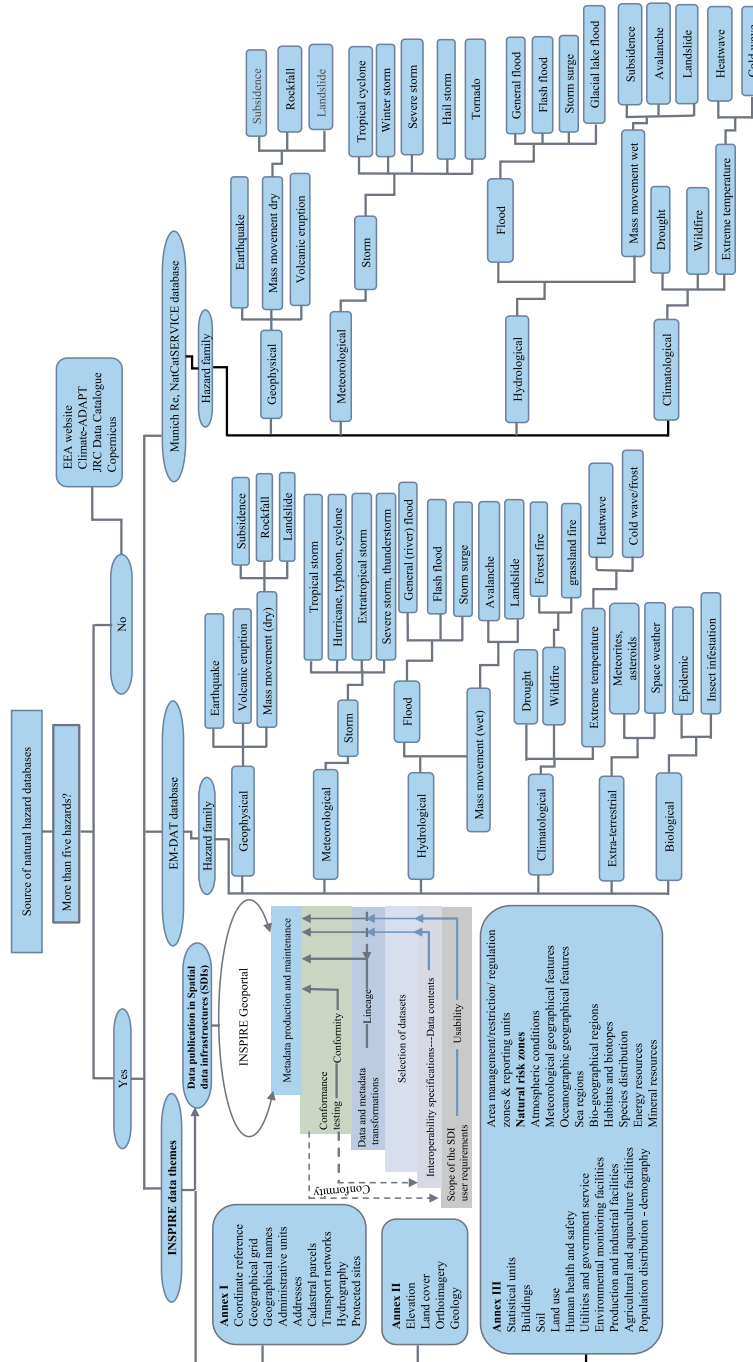 Source of natural hazard databases
More than five hazards?
Yes
No
EEA website
Climate-ADAPT
JRC Data Catalogue
Copernicus
INSPIRE data themes
Data publication in Spatial
data infrastructures (SDIs)
EM-DAT database
Munich Re, NatCatSERVICE database
Annex I
Coordinate reference
Geographical grid
Geographical names
Administrative units
Addresses
Cadastral parcels
Transport networks
Hydrography
Protected sites
Annex II
Elevation
Land cover
Orthoimagery
Geology
Annex III
Statistical units
Buildings
Soil
Land use
Human health and safety
Utilities and government service
Environmental monitoring facilities
Production and industrial facilities
Agricultural and aquaculture facilities
Population distribution - demography
Area management/restriction/ regulation
zones & reporting units
Natural risk zones
Atmospheric conditions
Meteorological geographical features
Oceanographic geographical features
Sea regions
Bio-geographical regions
Habitats and biotopes
Species distribution
Energy resources
Mineral resources
INSPIRE Geoportal
Metadata production and maintenance
Conformance
testing
Conformity
Data and metadata
transformations
Lineage
Selection of datasets
Interoperability specifications---Data contents
Scope of the SDI
user requirements
Usability
Conformity
Hazard family
Geophysical
Earthquake
Volcanic eruption
Mass movement (dry)
Subsidence
Rockfall
Landslide
Meteorological
Storm
Tropical storm
Hurricane, typhoon, cyclone
Extratropical storm
Severe storm, thunderstorm
Hydrological
Flood
General (river) flood
Flash flood
Storm surge
Mass movement (wet)
Avalanche
Landslide
Climatological
Drought
Wildfire
Forest fire
grassland fire
Extreme temperature
Heatwave
Cold wave/frost
Extra-terrestrial
Meteorites,
asteroids
Space weather
Biological
Epidemic
Insect infestation
Hazard family
Geophysical
Earthquake
Mass movement dry
Volcanic eruption
Subsidence
Rockfall
Landslide
Meteorological
Storm
Tropical cyclone
Winter storm
Severe storm
Hail storm
Tornado
Hydrological
Flood
General flood
Flash flood
Storm surge
Glacial lake flood
Mass movement wet
Subsidence
Avalanche
Landslide
Climatological
Drought
Wildfire
Extreme temperature
Heatwave